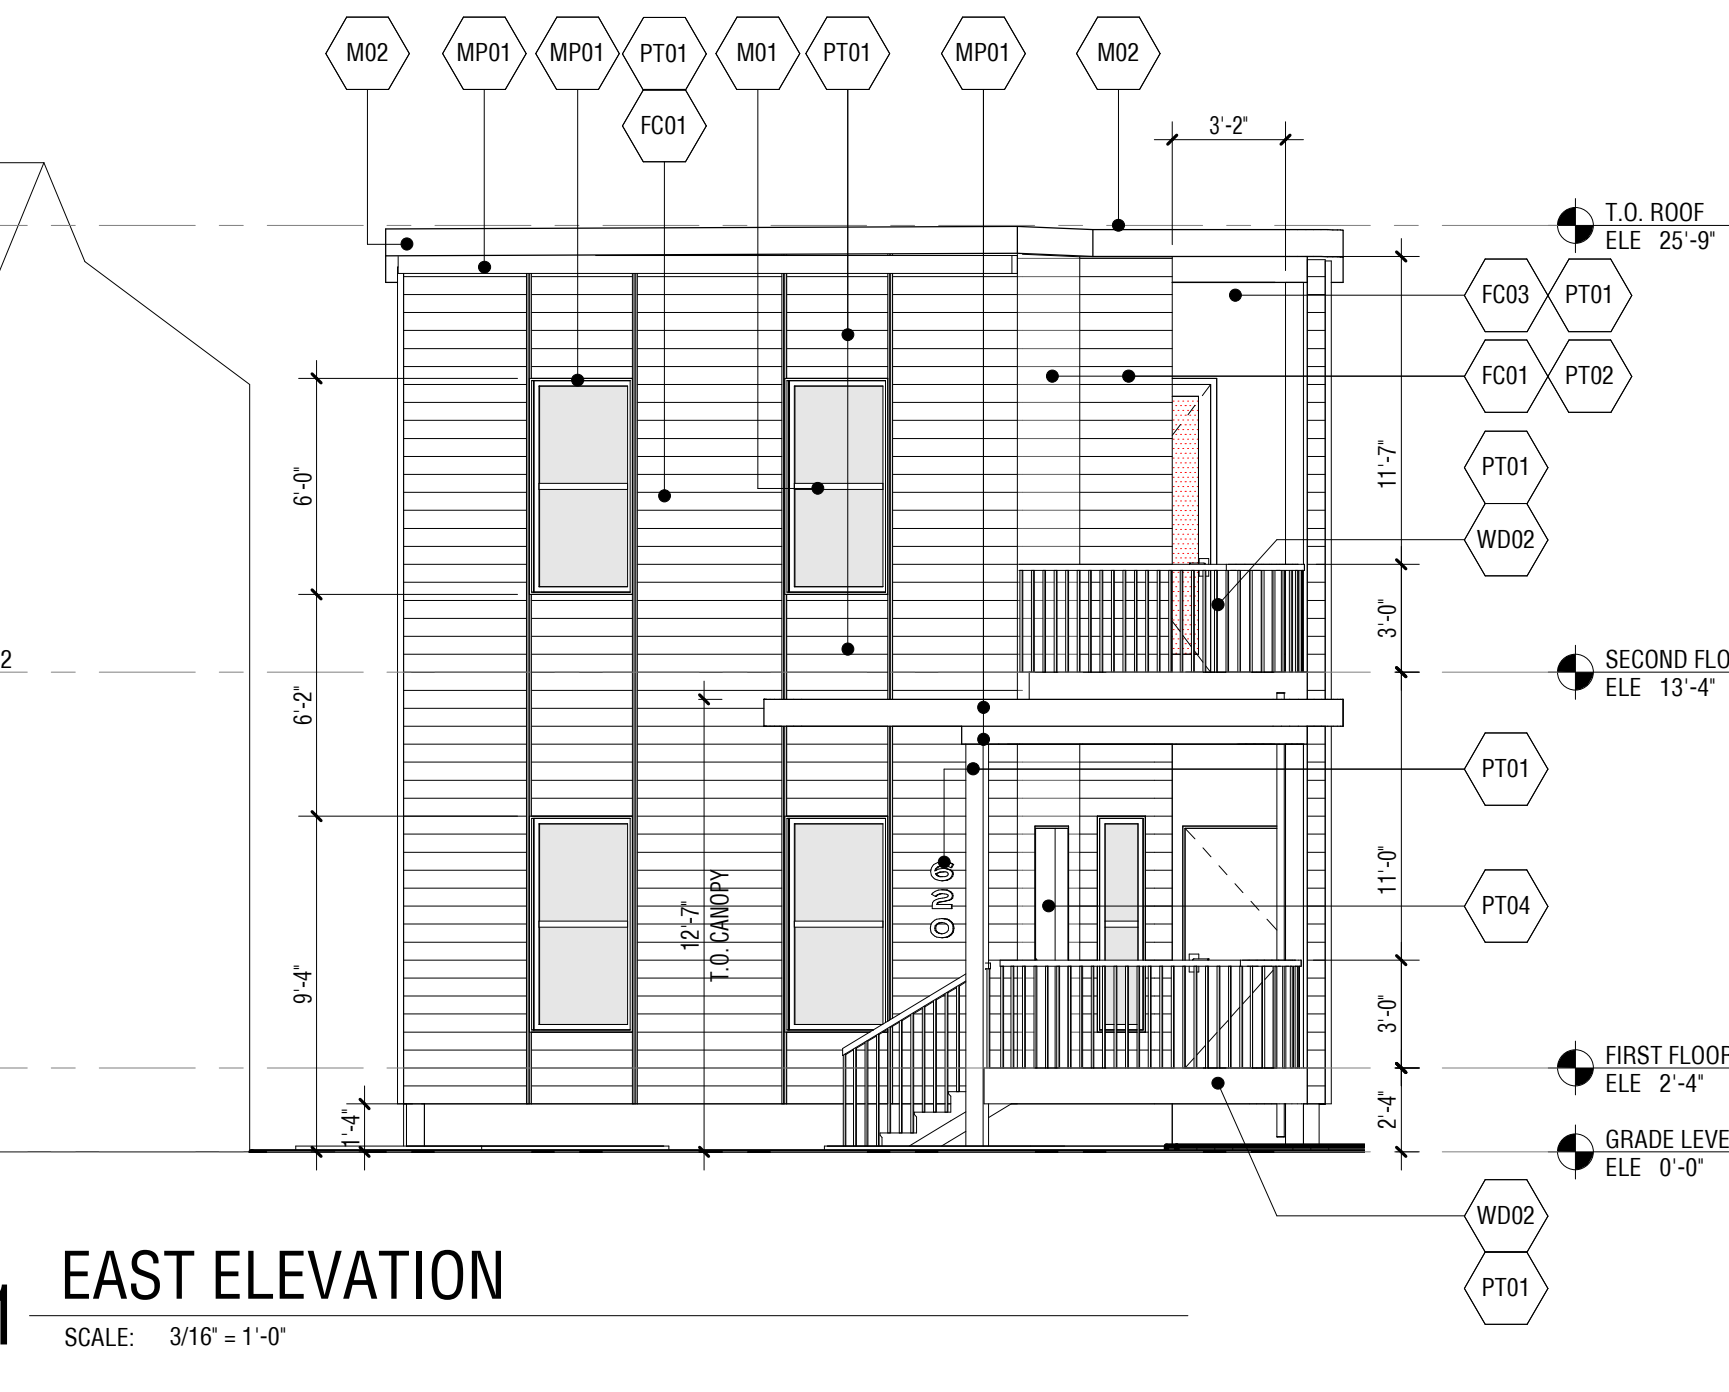 M02 MP01 MP01 PT01 M01 PT01 MP01 M02
FC01
3'-2"
T.O. ROOF
ELE 25'-9"
FC03 PT01
FC01 PT02
PT01
WD02
6'-0"
11'-7"
3'-0"
2
SECOND FLO
ELE 13'-4"
6'-2"
PT01
026
12'-7"
T.O. CANOPY
11'-0"
PT04
9'-4"
3'-0"
FIRST FLOOR
ELE 2'-4"
1'-4"
2'-4"
GRADE LEVE
ELE 0'-0"
WD02
PT01
1 EAST ELEVATION
SCALE: 3/16" = 1'-0"